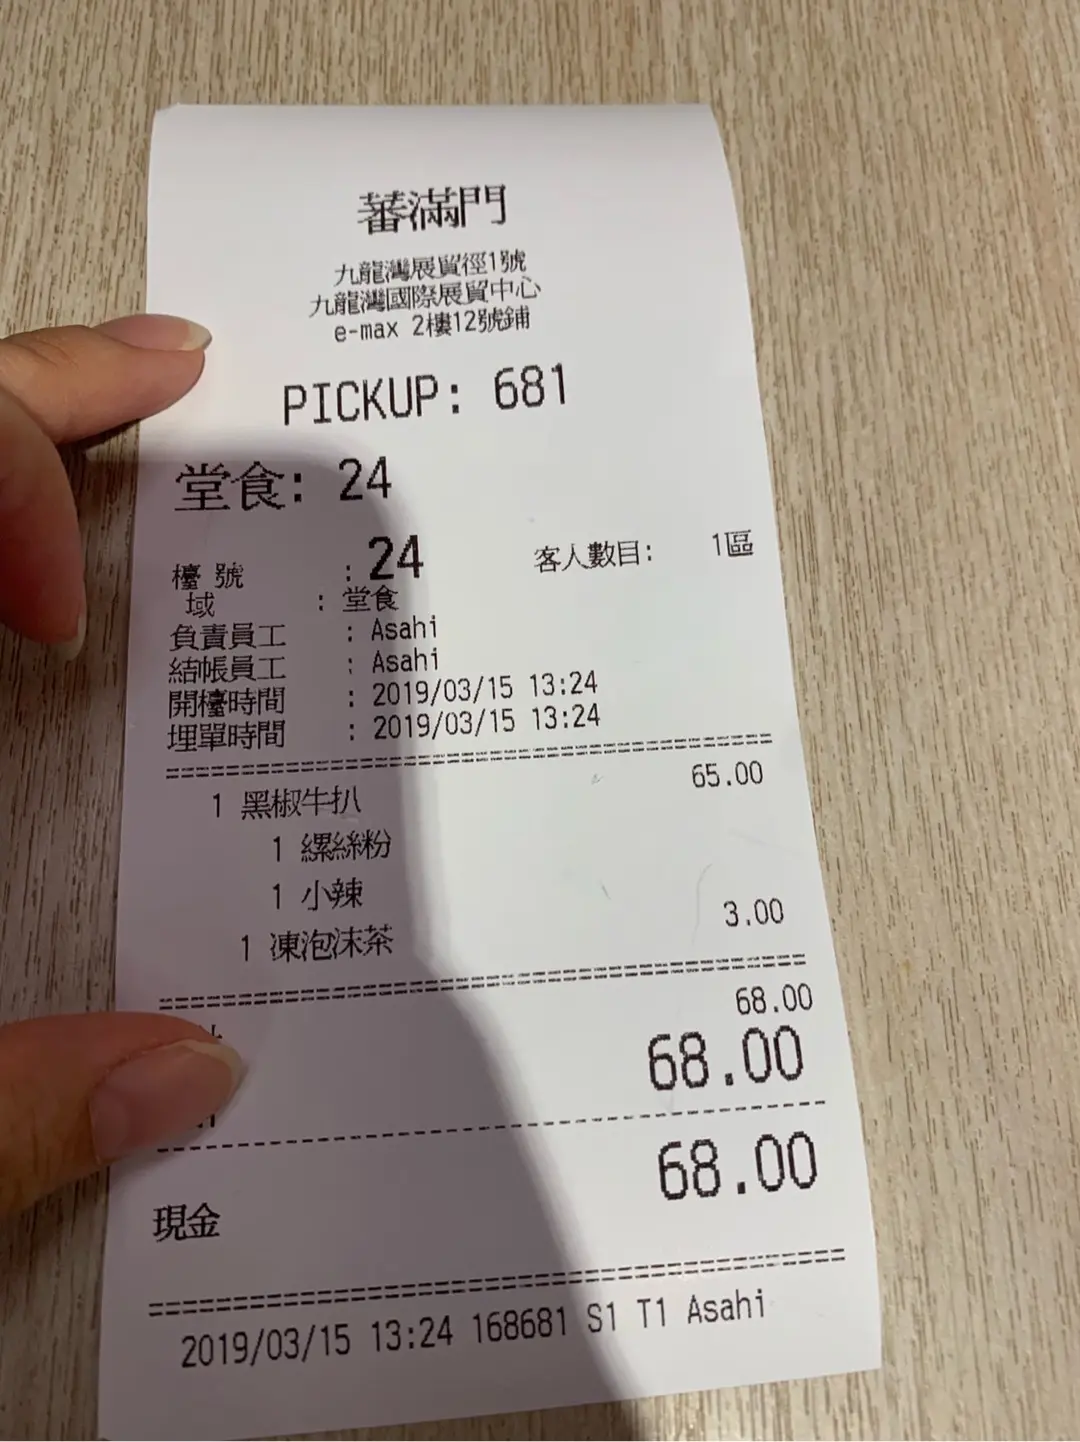 蕃滿門
九龍灣展貿徑1號
九龍灣國際展貿中心
e-max 2樓12號鋪
PICKUP: 681
堂食: 24
檯 號 : 24 客人數目: 1區
域 : 堂食
負責員工 : Asahi
結帳員工 : Asahi
開檯時間 : 2019/03/15 13:24
埋單時間 : 2019/03/15 13:24
1 黑椒牛扒 65.00
1 縲絲粉
1 小辣
1 凍泡沫茶 3.00
68.00
68.00
現金 68.00
2019/03/15 13:24 168681 S1 T1 Asahi